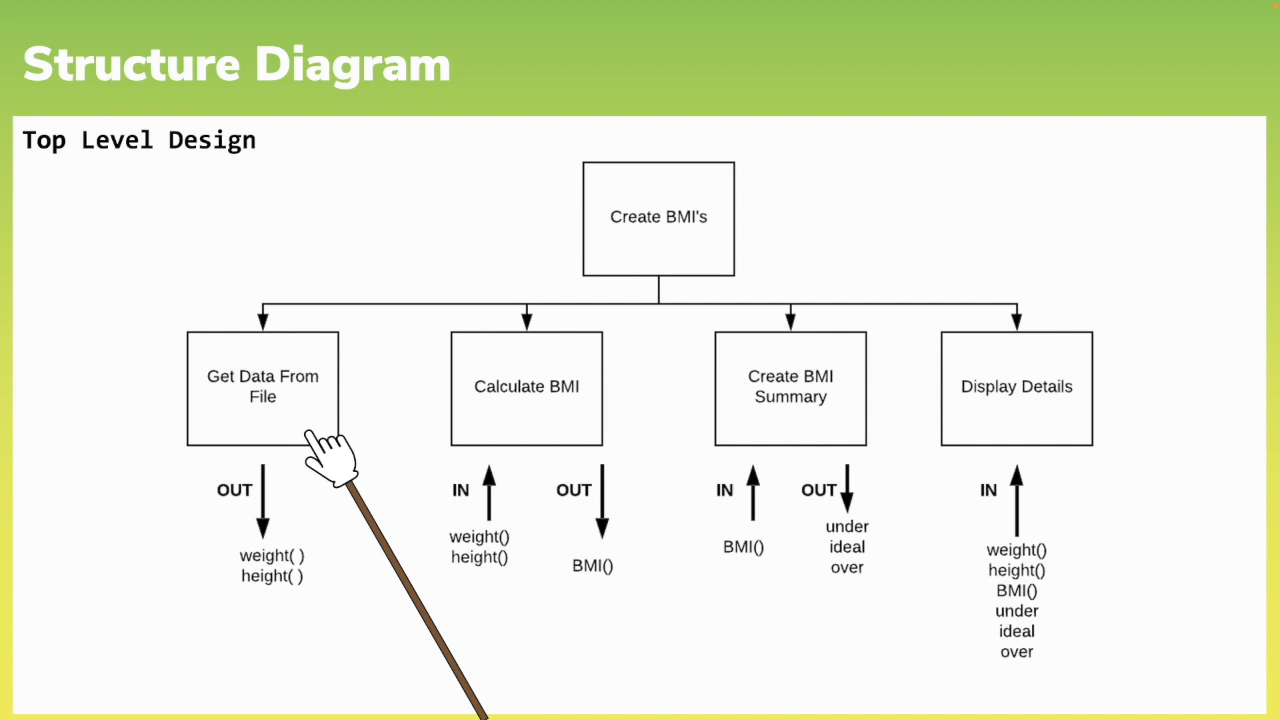 Structure Diagram
Top Level Design
Create BMI's
Get Data From
File
OUT
weight( )
height( )
Calculate BMI
IN
weight()
height()
OUT
BMI()
Create BMI
Summary
IN
BMI()
OUT
under
ideal
over
Display Details
IN
weight()
height()
BMI()
under
ideal
over